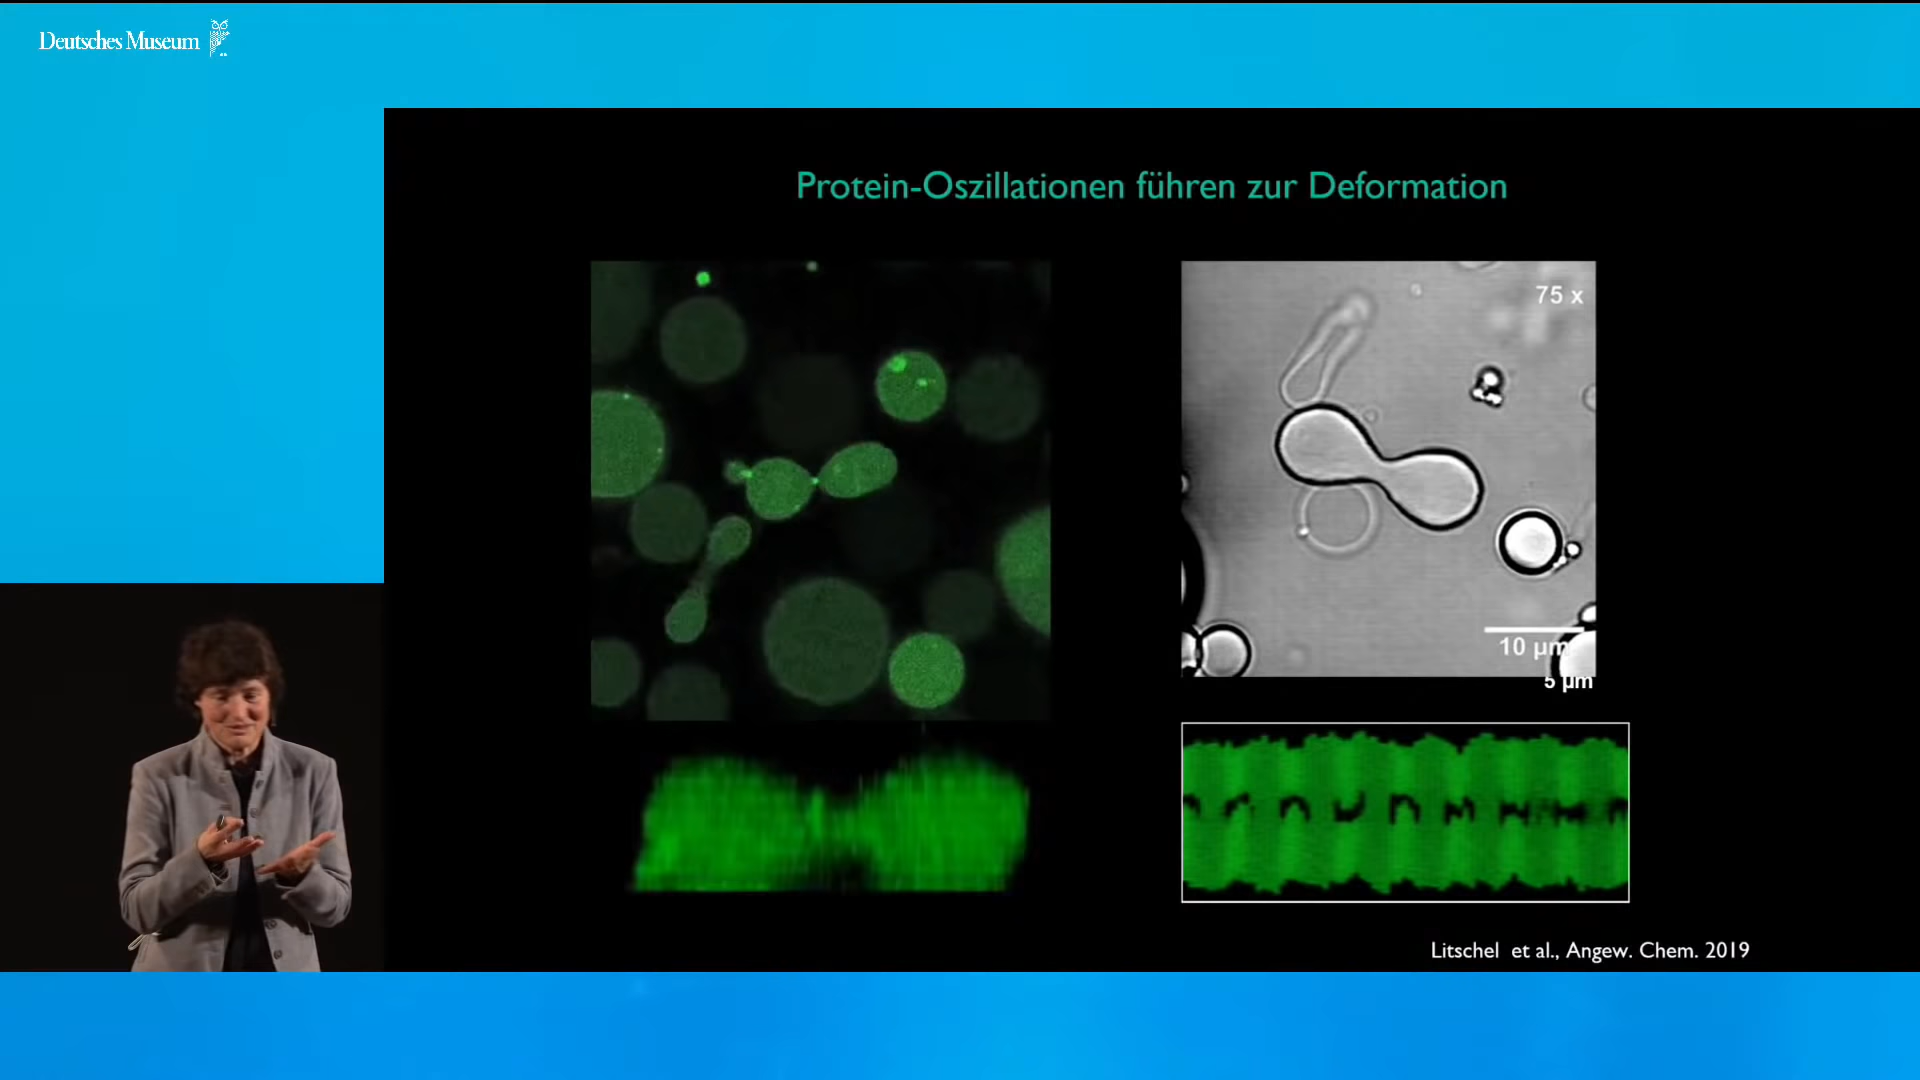 Deutsches Museum
Protein-Oszillationen führen zur Deformation
75 x
10 µm
5 µm
Litschel et al., Angew. Chem. 2019